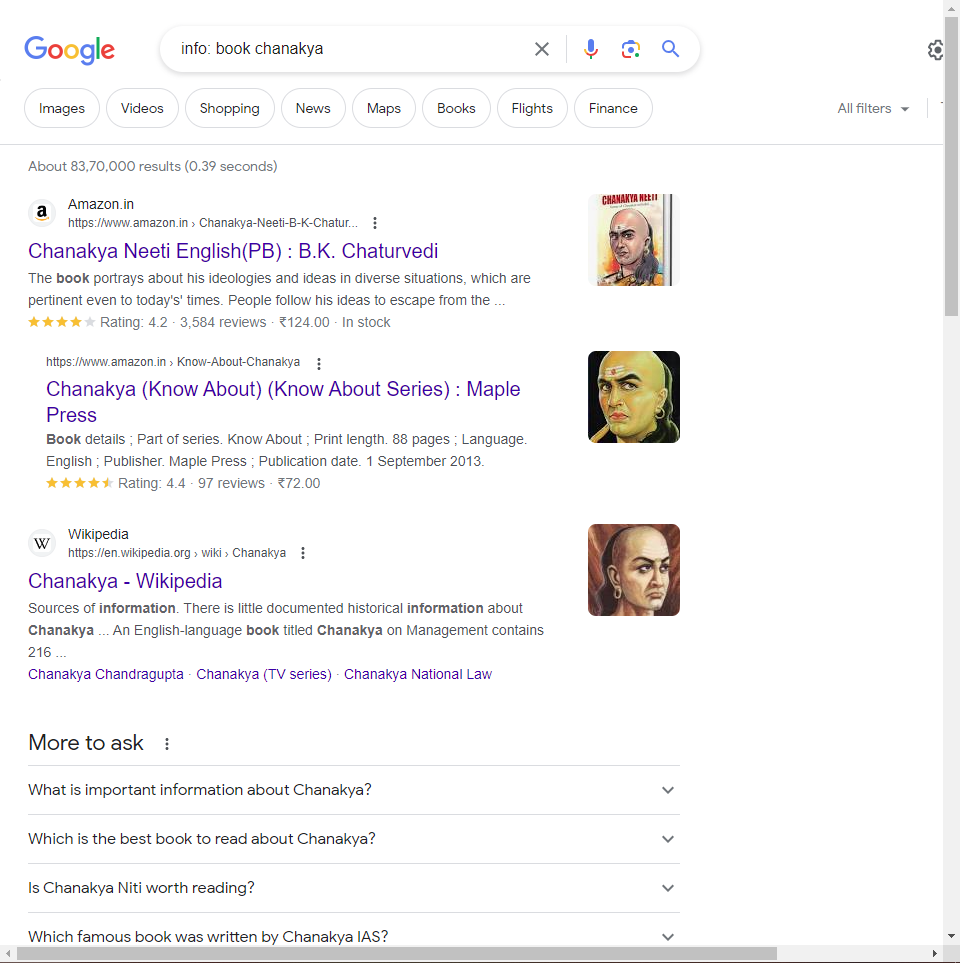 Google
info: book chanakya
Images
Videos
Shopping
News
Maps
Books
Flights
Finance
All filters
About 83,70,000 results (0.39 seconds)
Amazon.in
https://www.amazon.in › Chanakya-Neeti-B-K-Chatur...
Chanakya Neeti English(PB) : B.K. Chaturvedi
The book portrays about his ideologies and ideas in diverse situations, which are
pertinent even to today's' times. People follow his ideas to escape from the ...
Rating: 4.2 · 3,584 reviews · ₹124.00 · In stock
CHANAKYA NEETI
https://www.amazon.in › Know-About-Chanakya
Chanakya (Know About) (Know About Series) : Maple
Press
Book details ; Part of series. Know About ; Print length. 88 pages ; Language.
English ; Publisher. Maple Press ; Publication date. 1 September 2013.
Rating: 4.4 · 97 reviews · ₹72.00
W
Wikipedia
https://en.wikipedia.org › wiki › Chanakya
Chanakya - Wikipedia
Sources of information. There is little documented historical information about
Chanakya ... An English-language book titled Chanakya on Management contains
216 ...
Chanakya Chandragupta · Chanakya (TV series) · Chanakya National Law
More to ask
What is important information about Chanakya?
Which is the best book to read about Chanakya?
Is Chanakya Niti worth reading?
Which famous book was written by Chanakya IAS?